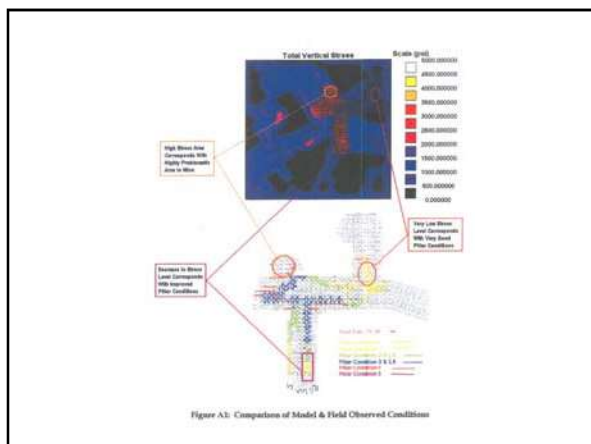 Total Vertical Stress
Scale (psi)
5000.000000
4500.000000
4000.000000
3500.000000
3000.000000
2500.000000
2000.000000
1500.000000
1000.000000
500.000000
0.000000
High Stress Area
Corresponds With
Highly Problematic
Area in Mine
Very Low Stress
Level Corresponds
With Very Good
Pillar Conditions
Decrease in Stress
Level Corresponds
With Improved
Pillar Conditions
Pillar Condition
Pillar Condition
Figure A1: Comparison of Model & Field Observed Conditions